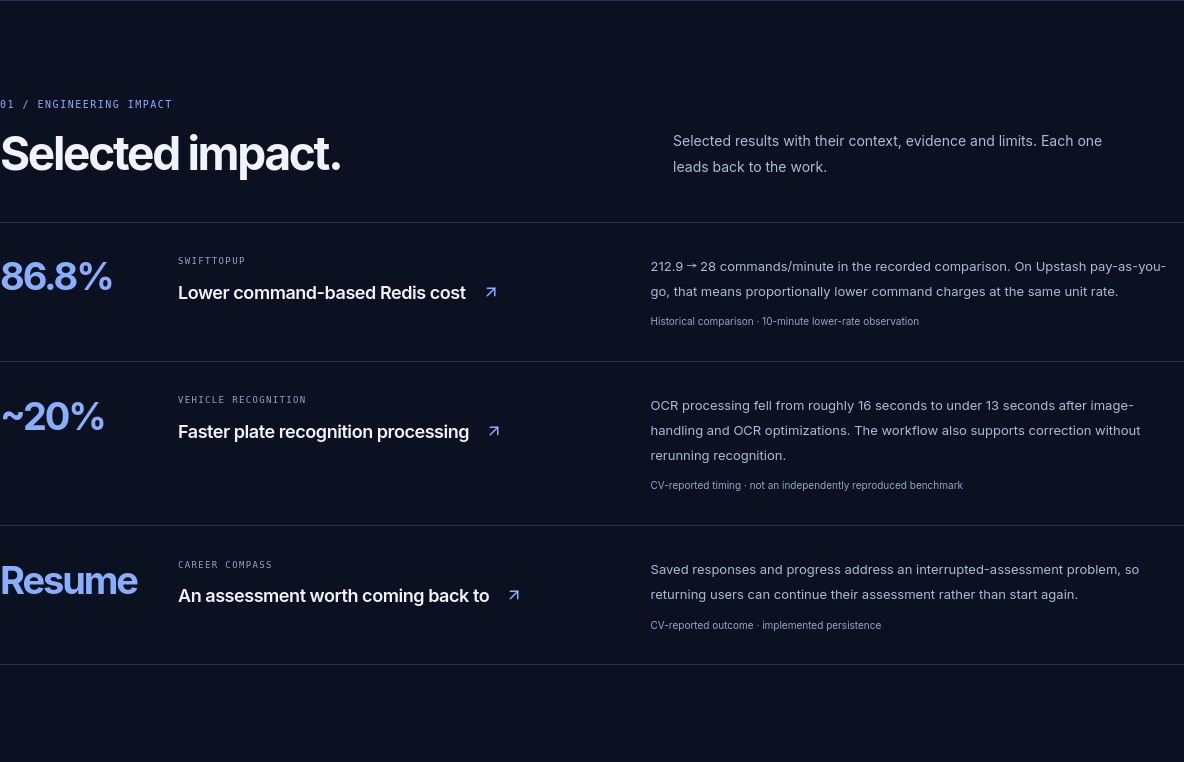 01 / ENGINEERING IMPACT
Selected impact.
Selected results with their context, evidence and limits. Each one
leads back to the work.
86.8%
SWIFTTOPUP
Lower command-based Redis cost ↗
212.9 → 28 commands/minute in the recorded comparison. On Upstash pay-as-you-
go, that means proportionally lower command charges at the same unit rate.
Historical comparison · 10-minute lower-rate observation
~20%
VEHICLE RECOGNITION
Faster plate recognition processing ↗
OCR processing fell from roughly 16 seconds to under 13 seconds after image-
handling and OCR optimizations. The workflow also supports correction without
rerunning recognition.
CV-reported timing · not an independently reproduced benchmark
Resume
CAREER COMPASS
An assessment worth coming back to ↗
Saved responses and progress address an interrupted-assessment problem, so
returning users can continue their assessment rather than start again.
CV-reported outcome · implemented persistence